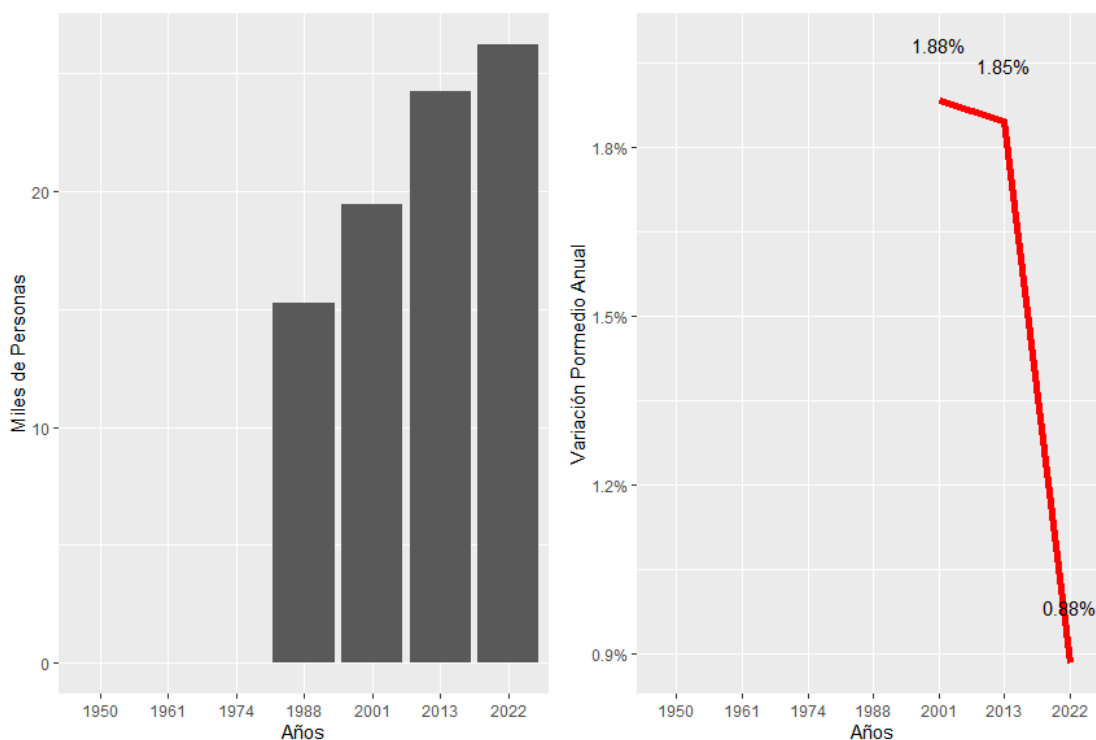 Miles de Personas
20
10
0
1950 1961 1974 1988 2001 2013 2022
Años
Variación Pormedio Anual
1.8%
1.5%
1.2%
0.9%
1.88%
1.85%
0.88%
1950 1961 1974 1988 2001 2013 2022
Años